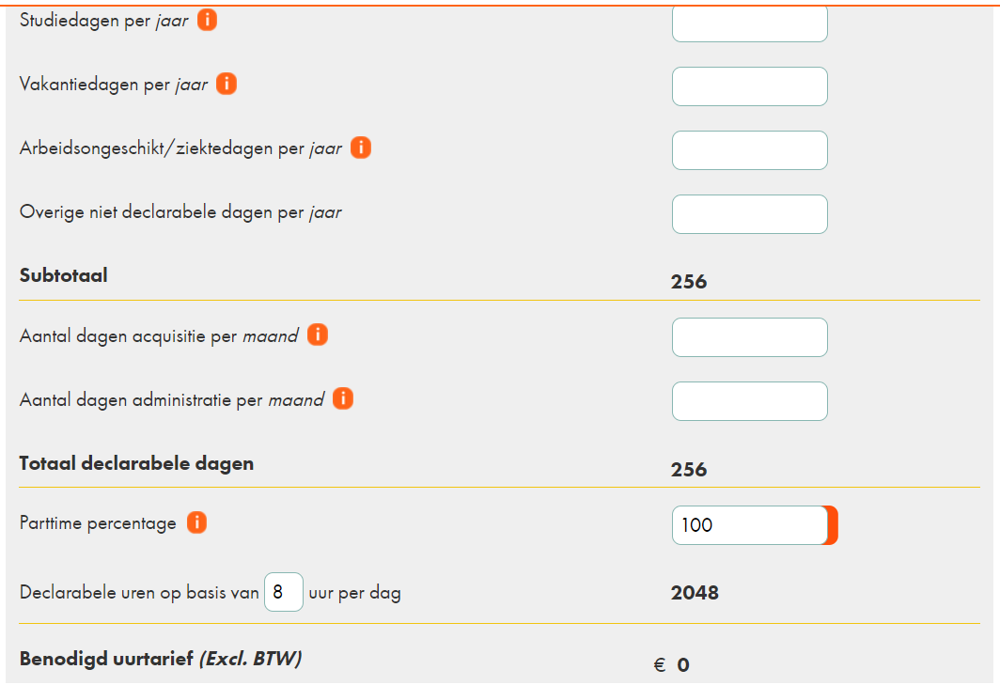 Studiedagen per jaar i
Vakantiedagen per jaar i
Arbeidsongeschikt/ziektedagen per jaar i
Overige niet declarabele dagen per jaar
Subtotaal 256
Aantal dagen acquisitie per maand i
Aantal dagen administratie per maand i
Totaal declarabele dagen 256
Parttime percentage i 100
Declarabele uren op basis van 8 uur per dag 2048
Benodigd uurtarief (Excl. BTW) € 0